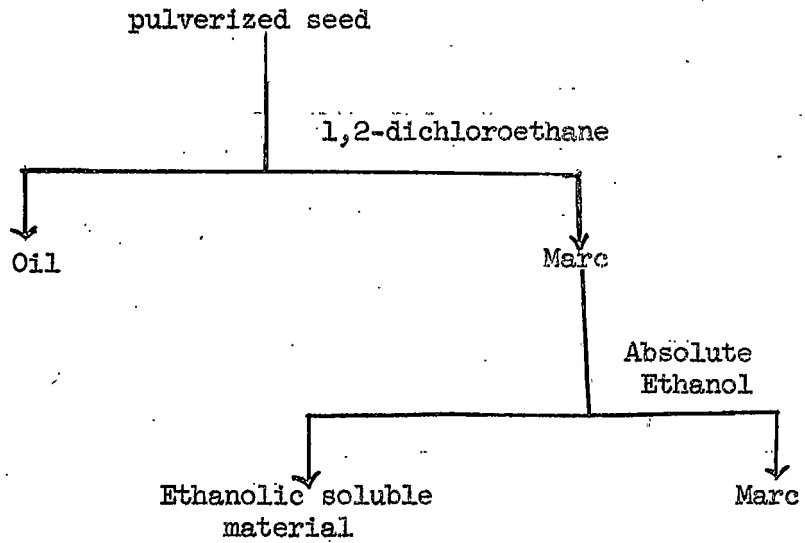 pulverized seed
1,2-dichloroethane
Oil
Marc
Absolute
Ethanol
Ethanolic soluble
material
Marc